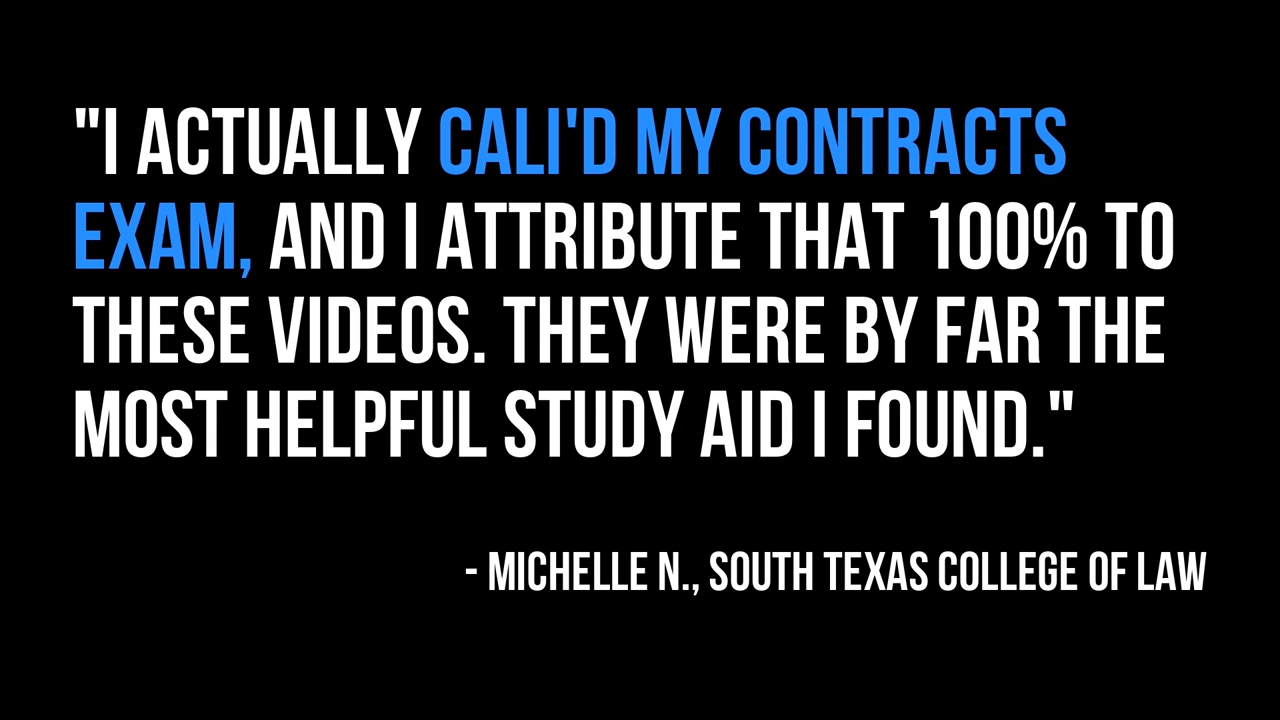 "I ACTUALLY CALI'D MY CONTRACTS
EXAM, AND I ATTRIBUTE THAT 100% TO
THESE VIDEOS. THEY WERE BY FAR THE
MOST HELPFUL STUDY AID I FOUND."
- MICHELLE N., SOUTH TEXAS COLLEGE OF LAW